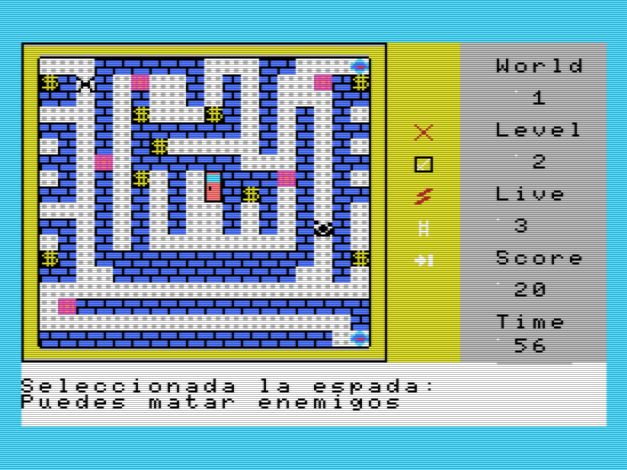 World
1
Level
2
Live
3
Score
20
Time
56
Seleccionada la espada:
Puedes matar enemigos